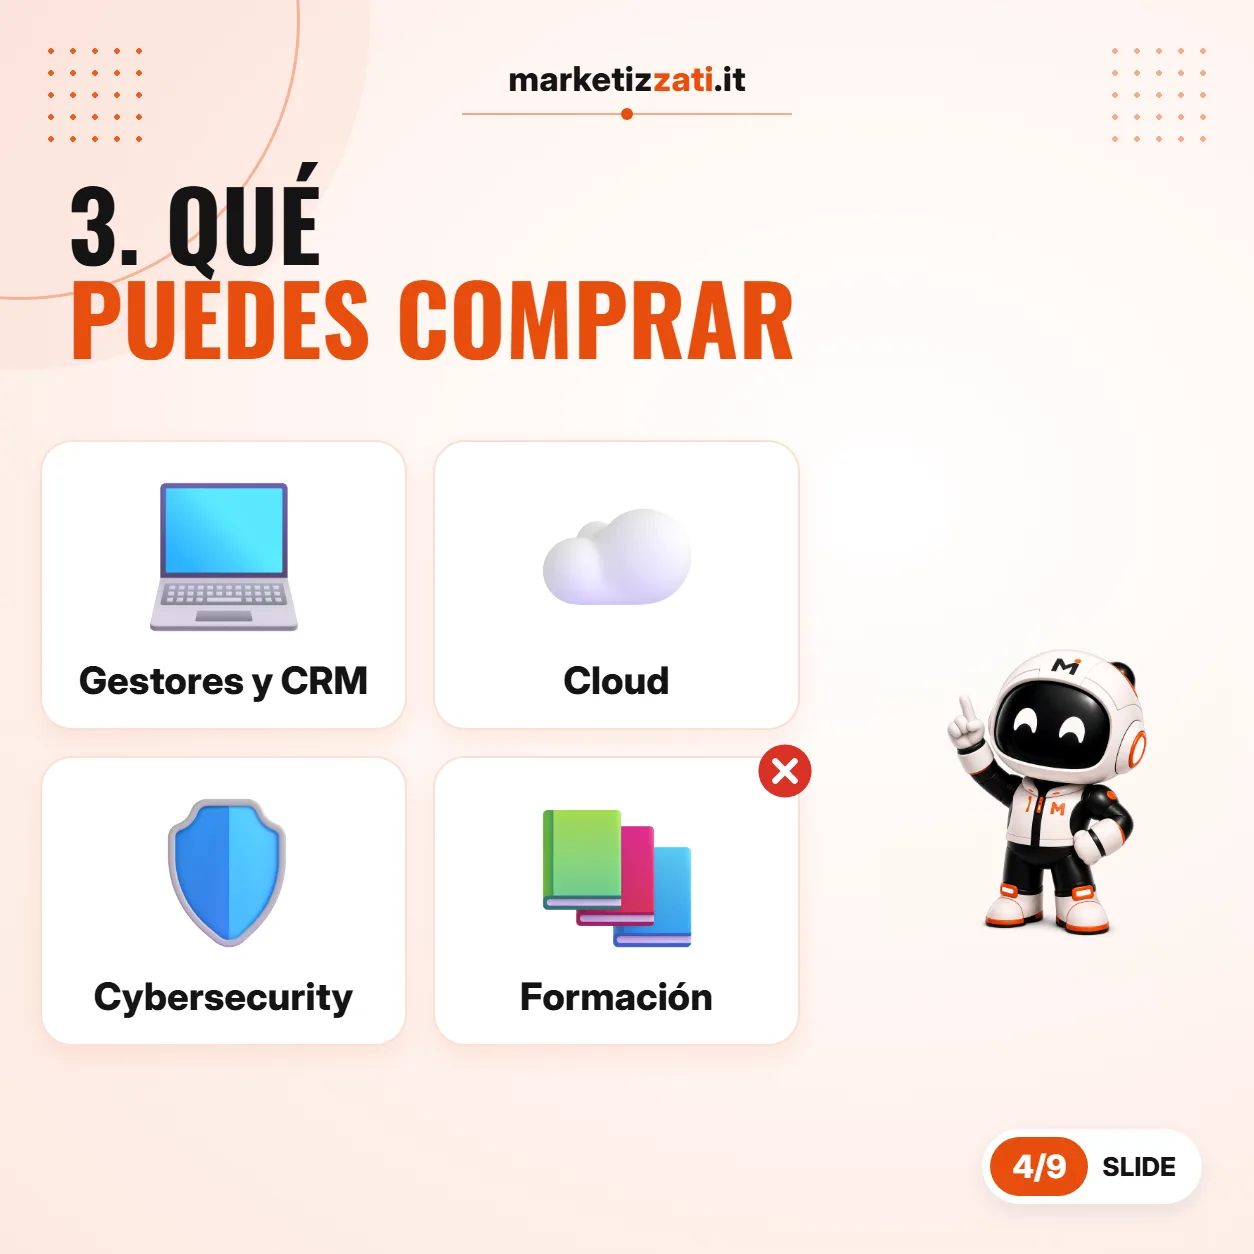 marketizzati.it
3. QUÉ
PUEDES COMPRAR
Gestores y CRM
Cloud
Cybersecurity
Formación
M
M
4/9 SLIDE